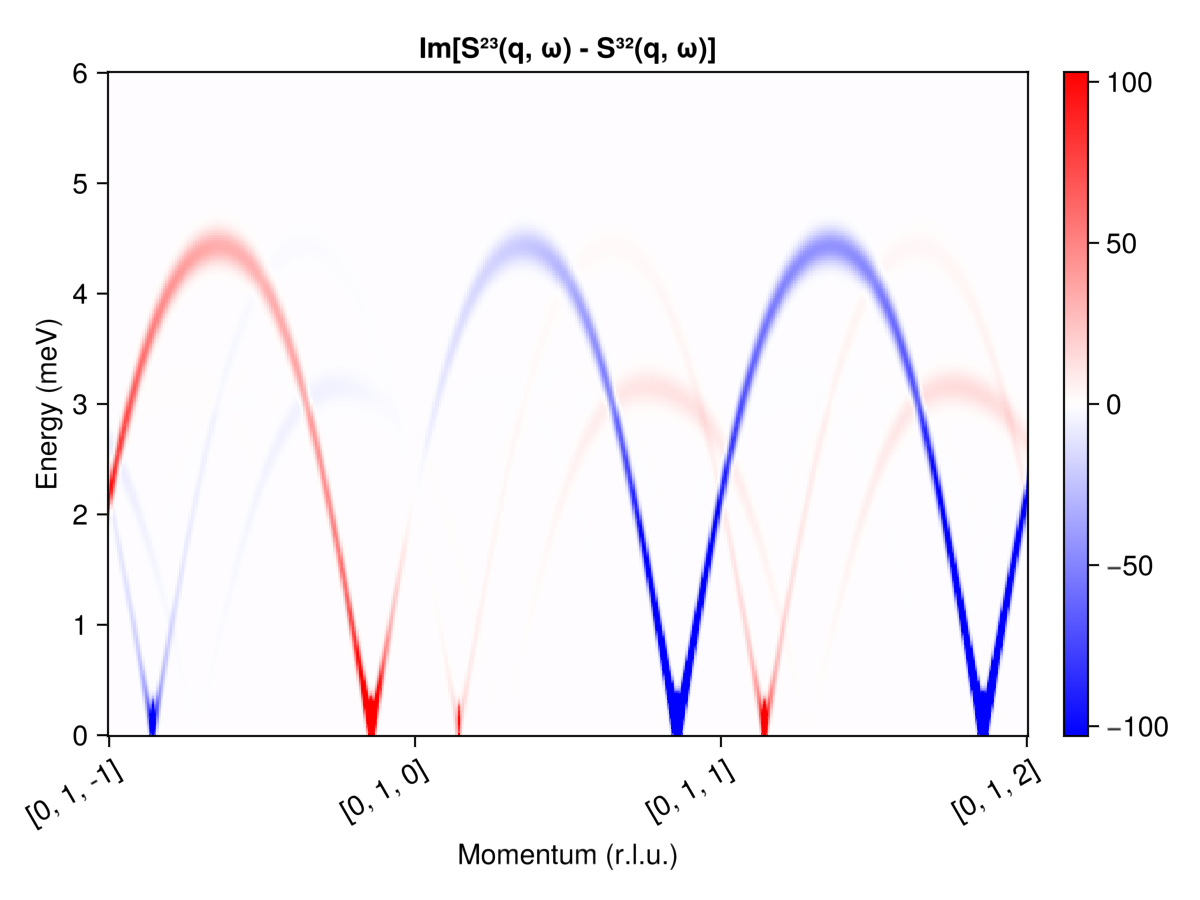 Im[S²³(q, ω) - S³²(q, ω)]
6
5
4
3
2
1
0
Energy (meV)
[0, 1, -1]
[0, 1, 0]
[0, 1, 1]
[0, 1, 2]
Momentum (r.l.u.)
100
50
0
−50
−100